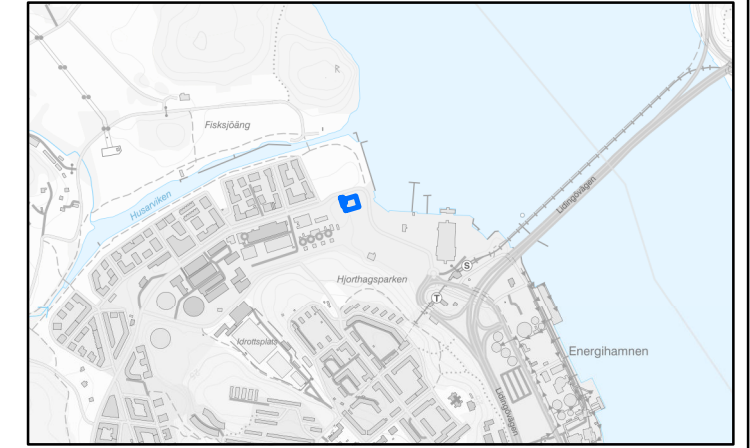 Fisksjöäng
Husarviken
Lidingövägen
Hjorthagsparken
S
T
Idrottsplats
Energihamnen
Lidingövägen